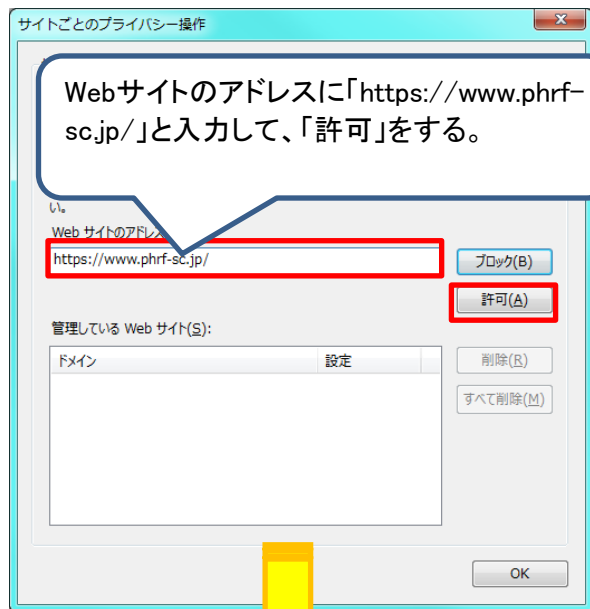 サイトごとのプライバシー操作
Webサイトのアドレスに「https://www.phrf-
sc.jp/」と入力して、「許可」をする。
い。
Web サイトのアドレ
https://www.phrf-sc.jp/
ブロック(B)
許可(A)
管理している Web サイト(S):
ドメイン 設定
削除(R)
すべて削除(M)
OK